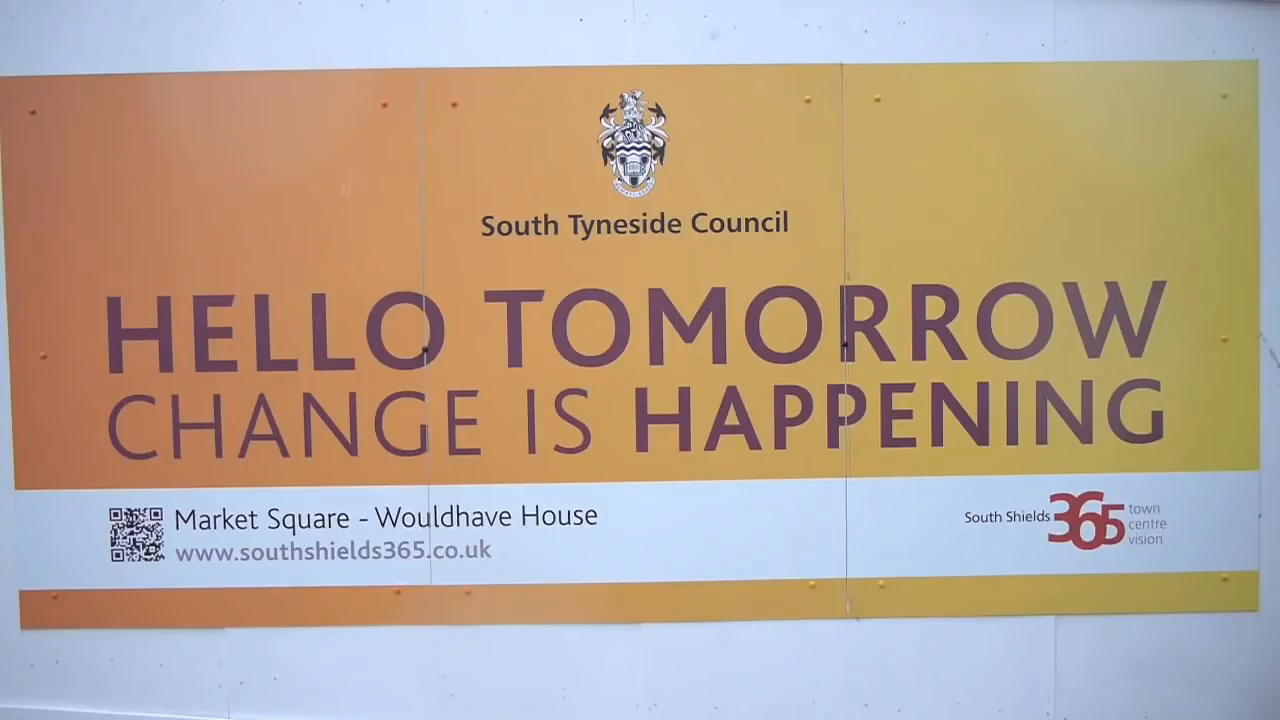 South Tyneside Council
HELLO TOMORROW
CHANGE IS HAPPENING
Market Square - Wouldhave House
www.southshields365.co.uk
South Shields 365 town
centre
vision